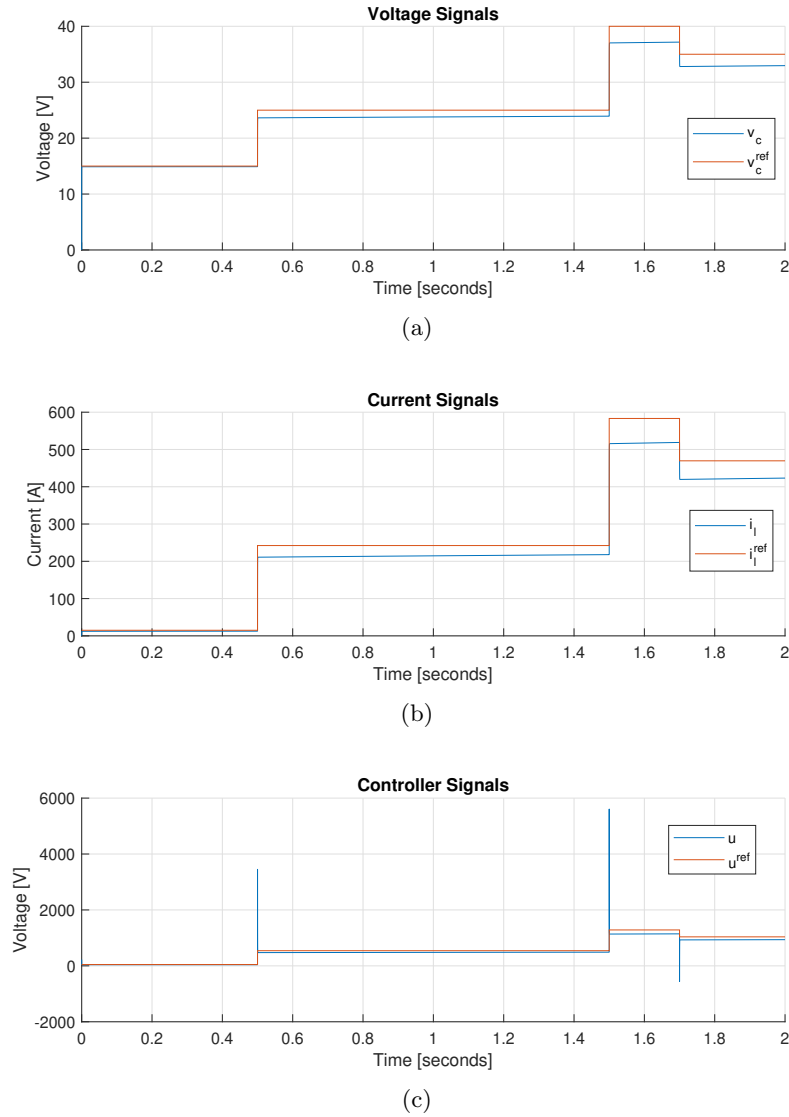 Voltage Signals
40
30
20
10
0
Voltage [V]
v_c
v_c^ref
0 0.2 0.4 0.6 0.8 1 1.2 1.4 1.6 1.8 2
Time [seconds]
(a)
Current Signals
600
500
400
300
200
100
0
Current [A]
i_l
i_l^ref
0 0.2 0.4 0.6 0.8 1 1.2 1.4 1.6 1.8 2
Time [seconds]
(b)
Controller Signals
6000
4000
2000
0
-2000
Voltage [V]
u
u^ref
0 0.2 0.4 0.6 0.8 1 1.2 1.4 1.6 1.8 2
Time [seconds]
(c)